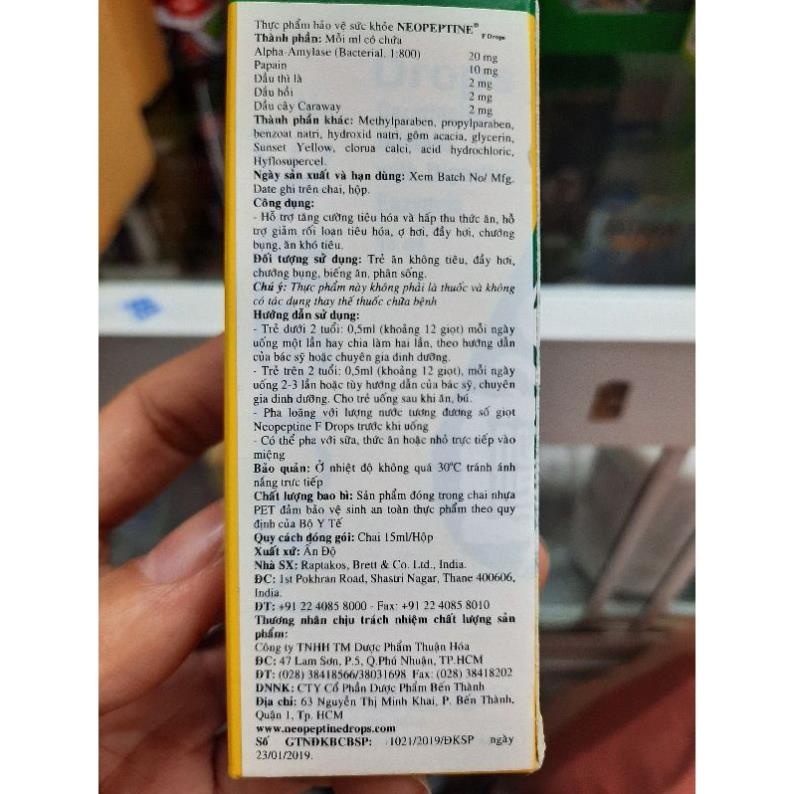 Thực phẩm bảo vệ sức khỏe NEOPEPTINE®
F Drops
Thành phần: Mỗi ml có chứa
Alpha-Amylase (Bacterial. 1:800) 20 mg
Papain 10 mg
Dầu thì là 2 mg
Dầu hồi 2 mg
Dầu cây Caraway 2 mg
Thành phần khác: Methylparaben, propylparaben,
benzoat natri, hydroxid natri, gôm acacia, glycerin,
Sunset Yellow, clorua calci, acid hydrochloric,
Hyflosupercel.
Ngày sản xuất và hạn dùng: Xem Batch No/ Mfg.
Date ghi trên chai, hộp.
Công dụng:
- Hỗ trợ tăng cường tiêu hóa và hấp thu thức ăn, hỗ
trợ giảm rối loạn tiêu hóa, ợ hơi, đầy hơi, chướng
bụng, ăn khó tiêu.
Đối tượng sử dụng: Trẻ ăn không tiêu, đầy hơi,
chướng bụng, biếng ăn, phân sống.
Chú ý: Thực phẩm này không phải là thuốc và không
có tác dụng thay thế thuốc chữa bệnh
Hướng dẫn sử dụng:
- Trẻ dưới 2 tuổi: 0,5ml (khoảng 12 giọt) mỗi ngày
uống một lần hay chia làm hai lần, theo hướng dẫn
của bác sỹ hoặc chuyên gia dinh dưỡng.
- Trẻ trên 2 tuổi: 0,5ml (khoảng 12 giọt), mỗi ngày
uống 2-3 lần hoặc tùy hướng dẫn của bác sỹ, chuyên
gia dinh dưỡng. Cho trẻ uống sau khi ăn, bú.
- Pha loãng với lượng nước tương đương số giọt
Neopeptine F Drops trước khi uống
- Có thể pha với sữa, thức ăn hoặc nhỏ trực tiếp vào
miệng
Bảo quản: Ở nhiệt độ không quá 30°C tránh ánh
nắng trực tiếp
Chất lượng bao bì: Sản phẩm đóng trong chai nhựa
PET đảm bảo vệ sinh an toàn thực phẩm theo quy
định của Bộ Y Tế
Quy cách đóng gói: Chai 15ml/Hộp
Xuất xứ: Ấn Độ
Nhà SX: Raptakos, Brett & Co. Ltd., India.
ĐC: 1st Pokhran Road, Shastri Nagar, Thane 400606,
India.
ĐT: +91 22 4085 8000 - Fax: +91 22 4085 8010
Thương nhân chịu trách nhiệm chất lượng sản
phẩm:
Công ty TNHH TM Dược Phẩm Thuận Hóa
ĐC: 47 Lam Sơn, P.5, Q.Phú Nhuận, TP.HCM
ĐT: (028) 38418566/38031698 Fax: (028) 38418202
DNNK: CTY Cổ Phần Dược Phẩm Bến Thành
Địa chỉ: 63 Nguyễn Thị Minh Khai, P. Bến Thành,
Quận 1, Tp. HCM
www.neopeptinedrops.com
Số GTNĐKBCBSP: 1021/2019/ĐKSP ngày
23/01/2019.